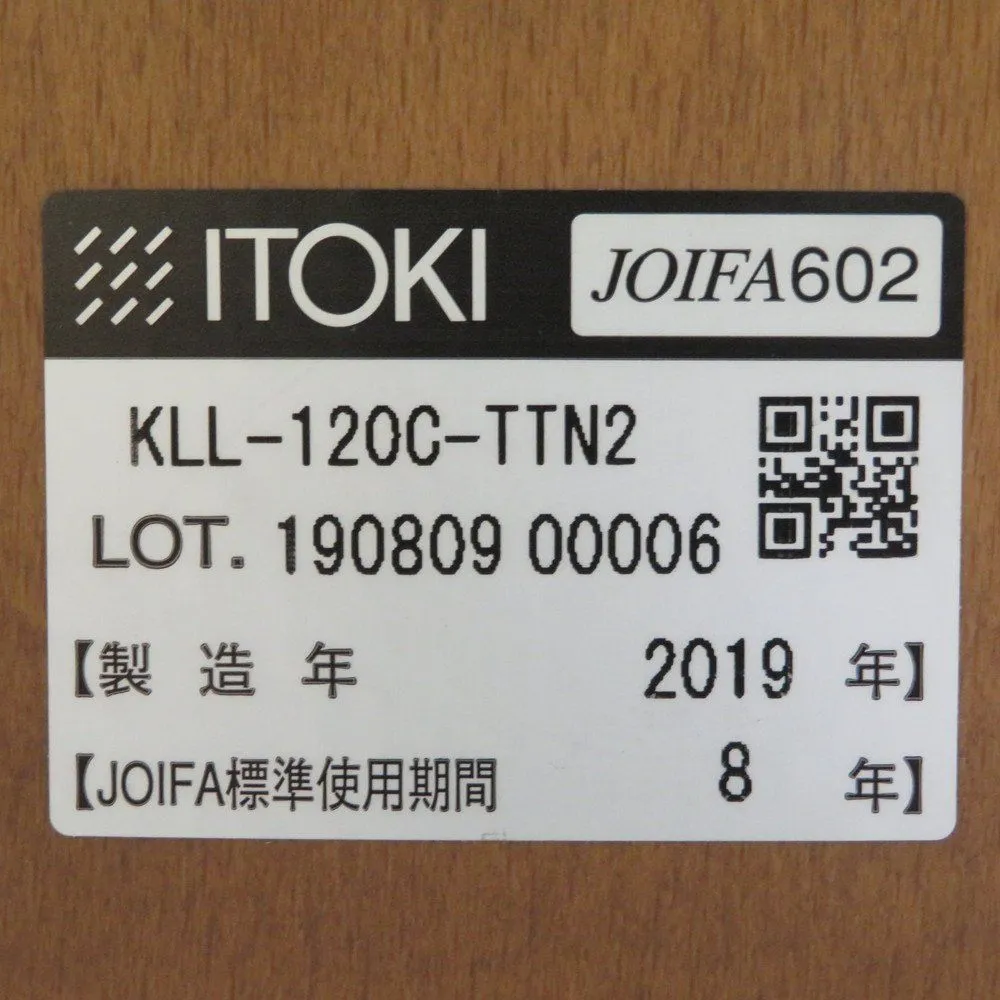 ITOKI JOIFA602
KLL-120C-TTN2
LOT. 190809 00006
【製造年 2019 年】
【JOIFA標準使用期間 8 年】